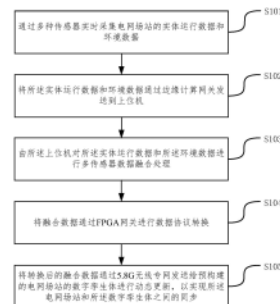 S101
通过多种传感器实时采集电网场站的实体运行数据和
环境数据
S102
将所述实体运行数据和环境数据通过边缘计算网关发
送到上位机
S103
由所述上位机对所述实体运行数据和所述环境数据进
行多传感器数据融合处理
S104
将融合数据通过FPGA网关进行数据协议转换
S105
将转换后的融合数据通过5.8G无线专网发送给预构建
的电网场站的数字孪生体进行动态更新,以实现所述
电网场站和所述数字孪生体之间的同步